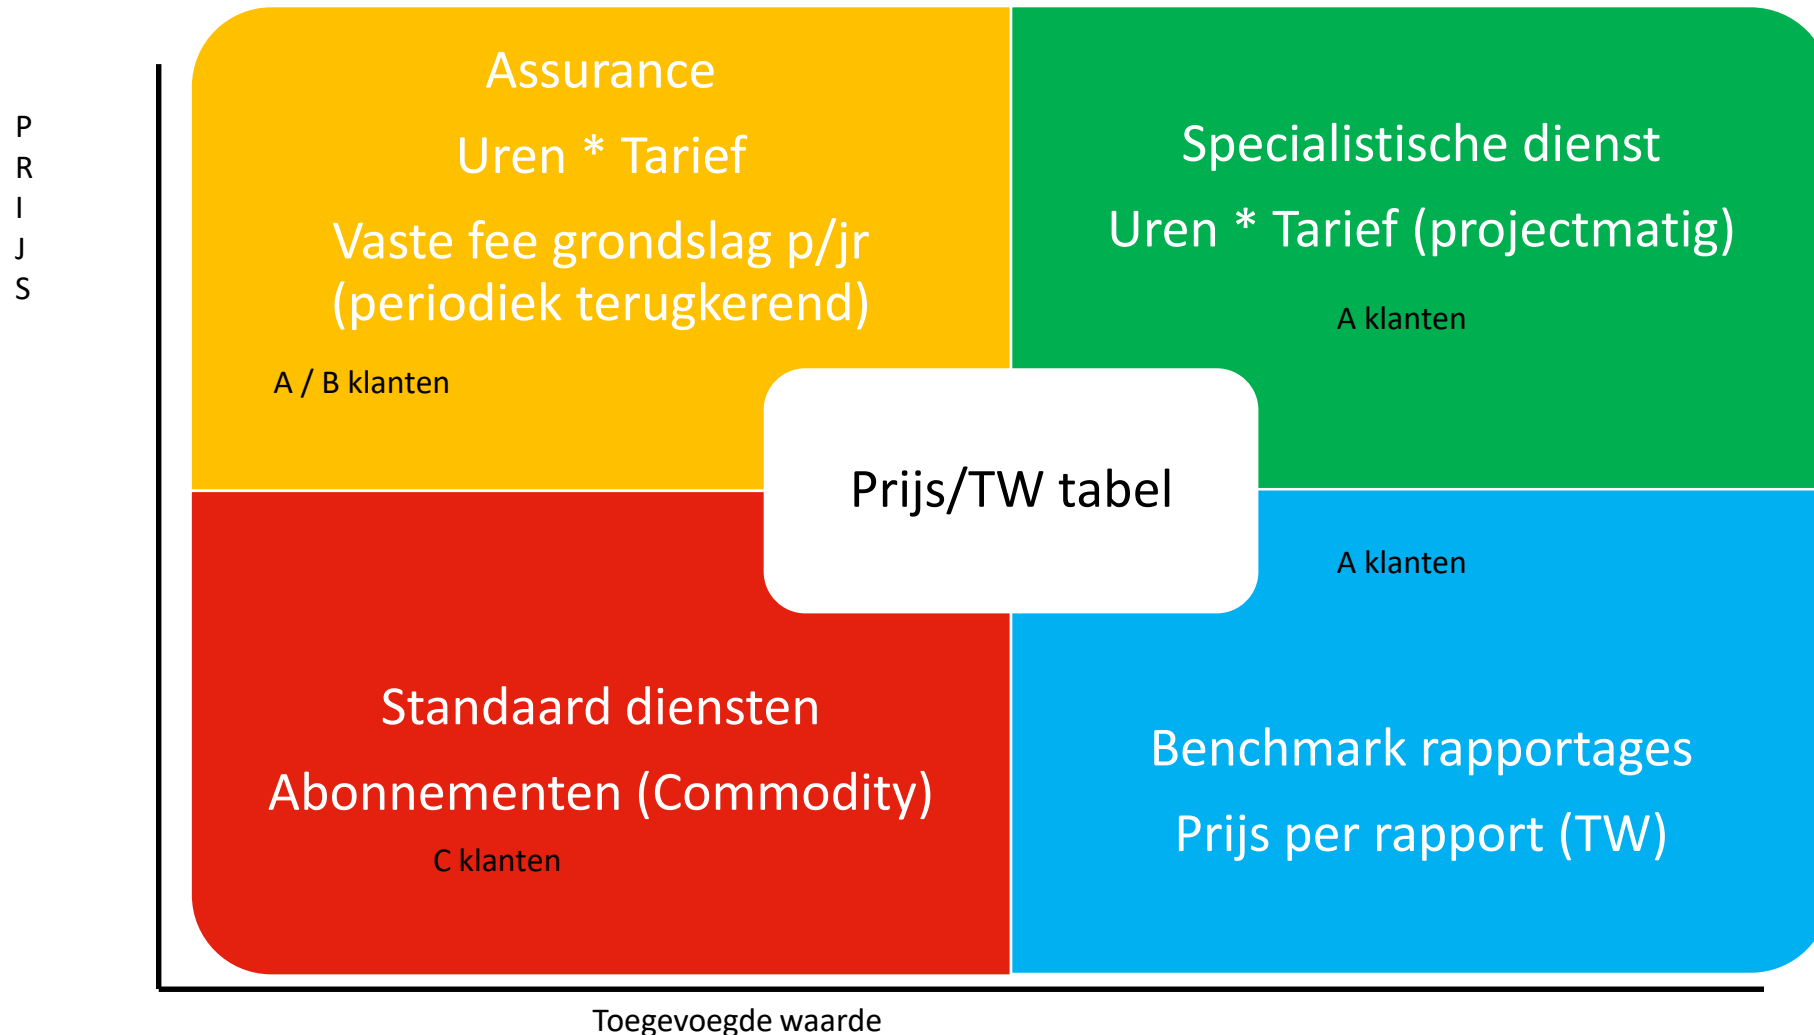 P
R
I
J
S
Assurance
Uren * Tarief
Vaste fee grondslag p/jr
(periodiek terugkerend)
A / B klanten
Specialistische dienst
Uren * Tarief (projectmatig)
A klanten
Prijs/TW tabel
Standaard diensten
Abonnementen (Commodity)
C klanten
A klanten
Benchmark rapportages
Prijs per rapport (TW)
Toegevoegde waarde